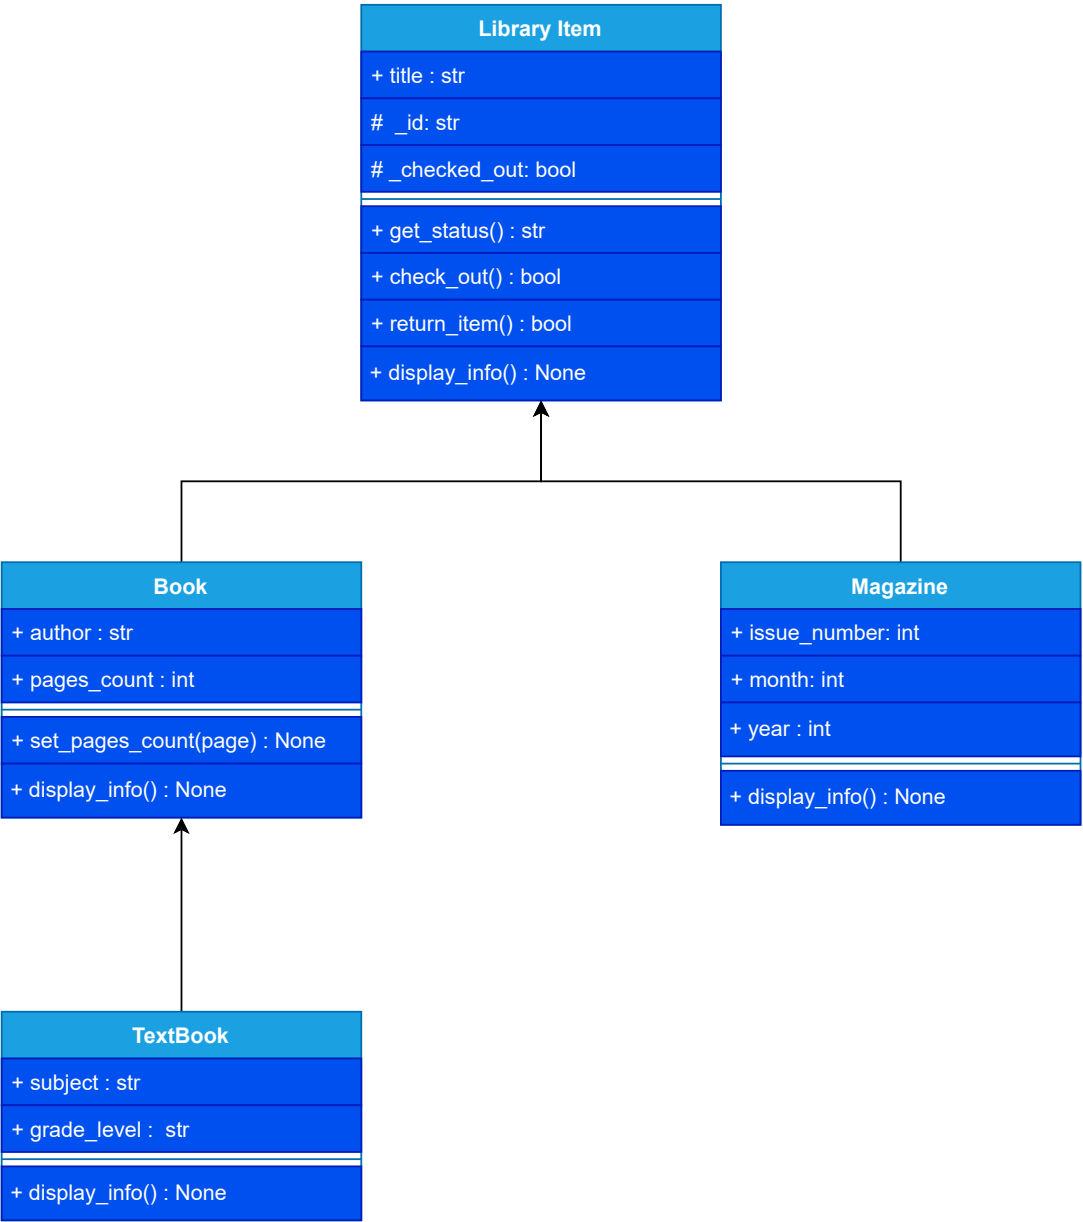 Library Item
+ title : str
# _id: str
# _checked_out: bool
+ get_status() : str
+ check_out() : bool
+ return_item() : bool
+ display_info() : None
Book
+ author : str
+ pages_count : int
+ set_pages_count(page) : None
+ display_info() : None
Magazine
+ issue_number: int
+ month: int
+ year : int
+ display_info() : None
TextBook
+ subject : str
+ grade_level :  str
+ display_info() : None